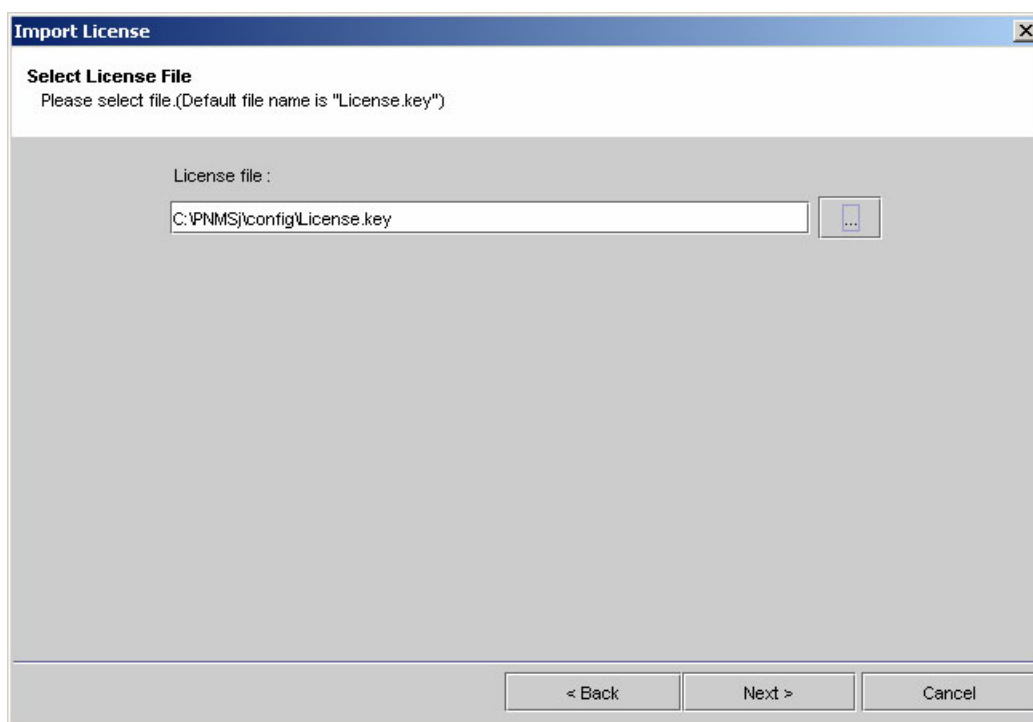 Import License
Select License File
Please select file.(Default file name is "License.key")
License file :
C:\PNMSj\config\License.key
...
< Back
Next >
Cancel